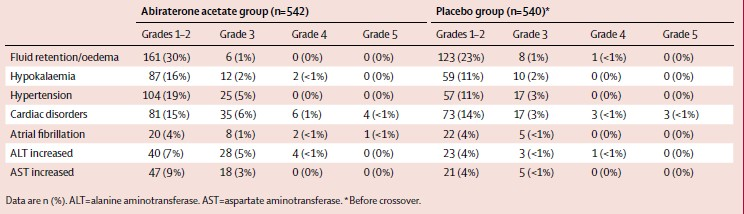 Abiraterone acetate group (n=542) Placebo group (n=540)*
Grades 1–2 Grade 3 Grade 4 Grade 5 Grades 1–2 Grade 3 Grade 4 Grade 5
Fluid retention/oedema 161 (30%) 6 (1%) 0 (0%) 0 (0%) 123 (23%) 8 (1%) 1 (<1%) 0 (0%)
Hypokalaemia 87 (16%) 12 (2%) 2 (<1%) 0 (0%) 59 (11%) 10 (2%) 0 (0%) 0 (0%)
Hypertension 104 (19%) 25 (5%) 0 (0%) 0 (0%) 57 (11%) 17 (3%) 0 (0%) 0 (0%)
Cardiac disorders 81 (15%) 35 (6%) 6 (1%) 4 (<1%) 73 (14%) 17 (3%) 3 (<1%) 3 (<1%)
Atrial fibrillation 20 (4%) 8 (1%) 2 (<1%) 1 (<1%) 22 (4%) 5 (<1%) 0 (0%) 0 (0%)
ALT increased 40 (7%) 28 (5%) 4 (<1%) 0 (0%) 23 (4%) 3 (<1%) 1 (<1%) 0 (0%)
AST increased 47 (9%) 18 (3%) 0 (0%) 0 (0%) 21 (4%) 5 (<1%) 0 (0%) 0 (0%)
Data are n (%). ALT=alanine aminotransferase. AST=aspartate aminotransferase. *Before crossover.